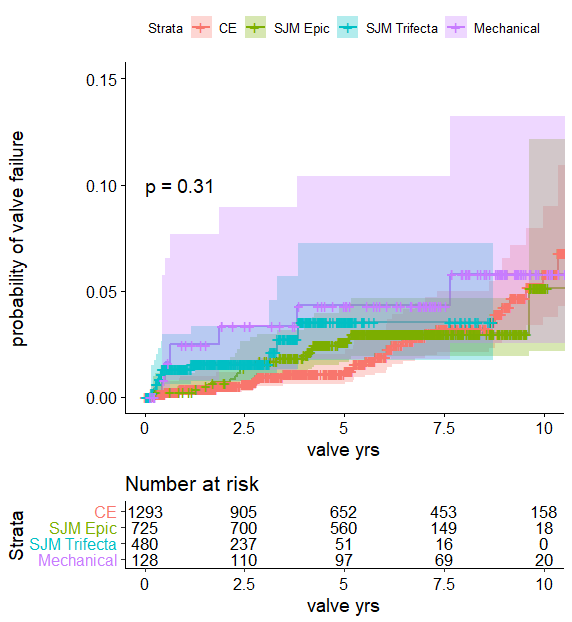 Strata CE SJM Epic SJM Trifecta Mechanical
0.15
0.10
0.05
0.00
probability of valve failure
p = 0.31
0 2.5 5 7.5 10
valve yrs
Number at risk
Strata
CE 1293 905 652 453 158
SJM Epic 725 700 560 149 18
SJM Trifecta 480 237 51 16 0
Mechanical 128 110 97 69 20
0 2.5 5 7.5 10
valve yrs